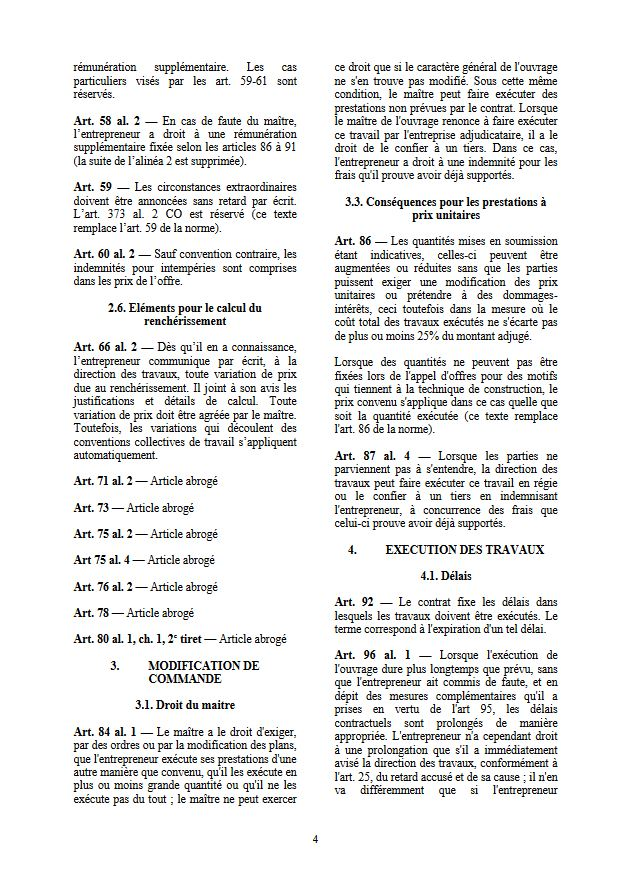 rémunération supplémentaire. Les cas
particuliers visés par les art. 59-61 sont
réservés.
Art. 58 al. 2 — En cas de faute du maître,
l’entrepreneur a droit à une rémunération
supplémentaire fixée selon les articles 86 à 91
(la suite de l’alinéa 2 est supprimée).
Art. 59 — Les circonstances extraordinaires
doivent être annoncées sans retard par écrit.
L’art. 373 al. 2 CO est réservé (ce texte
remplace l’art. 59 de la norme).
Art. 60 al. 2 — Sauf convention contraire, les
indemnités pour intempéries sont comprises
dans les prix de l’offre.
2.6. Eléments pour le calcul du
renchérissement
Art. 66 al. 2 — Dès qu’il en a connaissance,
l’entrepreneur communique par écrit, à la
direction des travaux, toute variation de prix
due au renchérissement. Il joint à son avis les
justifications et détails de calcul. Toute
variation de prix doit être agréée par le maître.
Toutefois, les variations qui découlent des
conventions collectives de travail s’appliquent
automatiquement.
Art. 71 al. 2 — Article abrogé
Art. 73 — Article abrogé
Art. 75 al. 2 — Article abrogé
Art 75 al. 4 — Article abrogé
Art. 76 al. 2 — Article abrogé
Art. 78 — Article abrogé
Art. 80 al. 1, ch. 1, 2e tiret — Article abrogé
3. MODIFICATION DE
COMMANDE
3.1. Droit du maitre
Art. 84 al. 1 — Le maître a le droit d'exiger,
par des ordres ou par la modification des plans,
que l'entrepreneur exécute ses prestations d'une
autre manière que convenu, qu'il les exécute en
plus ou moins grande quantité ou qu'il ne les
exécute pas du tout ; le maître ne peut exercer
ce droit que si le caractère général de l'ouvrage
ne s'en trouve pas modifié. Sous cette même
condition, le maître peut faire exécuter des
prestations non prévues par le contrat. Lorsque
le maître de l'ouvrage renonce à faire exécuter
ce travail par l'entreprise adjudicataire, il a le
droit de le confier à un tiers. Dans ce cas,
l'entrepreneur a droit à une indemnité pour les
frais qu'il prouve avoir déjà supportés.
3.3. Conséquences pour les prestations à
prix unitaires
Art. 86 — Les quantités mises en soumission
étant indicatives, celles-ci peuvent être
augmentées ou réduites sans que les parties
puissent exiger une modification des prix
unitaires ou prétendre à des dommages-
intérêts, ceci toutefois dans la mesure où le
coût total des travaux exécutés ne s'écarte pas
de plus ou moins 25% du montant adjugé.
Lorsque des quantités ne peuvent pas être
fixées lors de l'appel d'offres pour des motifs
qui tiennent à la technique de construction, le
prix convenu s'applique dans ce cas quelle que
soit la quantité exécutée (ce texte remplace
l'art. 86 de la norme).
Art. 87 al. 4 — Lorsque les parties ne
parviennent pas à s'entendre, la direction des
travaux peut faire exécuter ce travail en régie
ou le confier à un tiers en indemnisant
l'entrepreneur, à concurrence des frais que
celui-ci prouve avoir déjà supportés.
4. EXECUTION DES TRAVAUX
4.1. Délais
Art. 92 — Le contrat fixe les délais dans
lesquels les travaux doivent être exécutés. Le
terme correspond à l'expiration d'un tel délai.
Art. 96 al. 1 — Lorsque l'exécution de
l'ouvrage dure plus longtemps que prévu, sans
que l'entrepreneur ait commis de faute, et en
dépit des mesures complémentaires qu'il a
prises en vertu de l'art 95, les délais
contractuels sont prolongés de manière
appropriée. L'entrepreneur n'a cependant droit
à une prolongation que s'il a immédiatement
avisé la direction des travaux, conformément à
l'art. 25, du retard accusé et de sa cause ; il n'en
va différemment que si l'entrepreneur
4